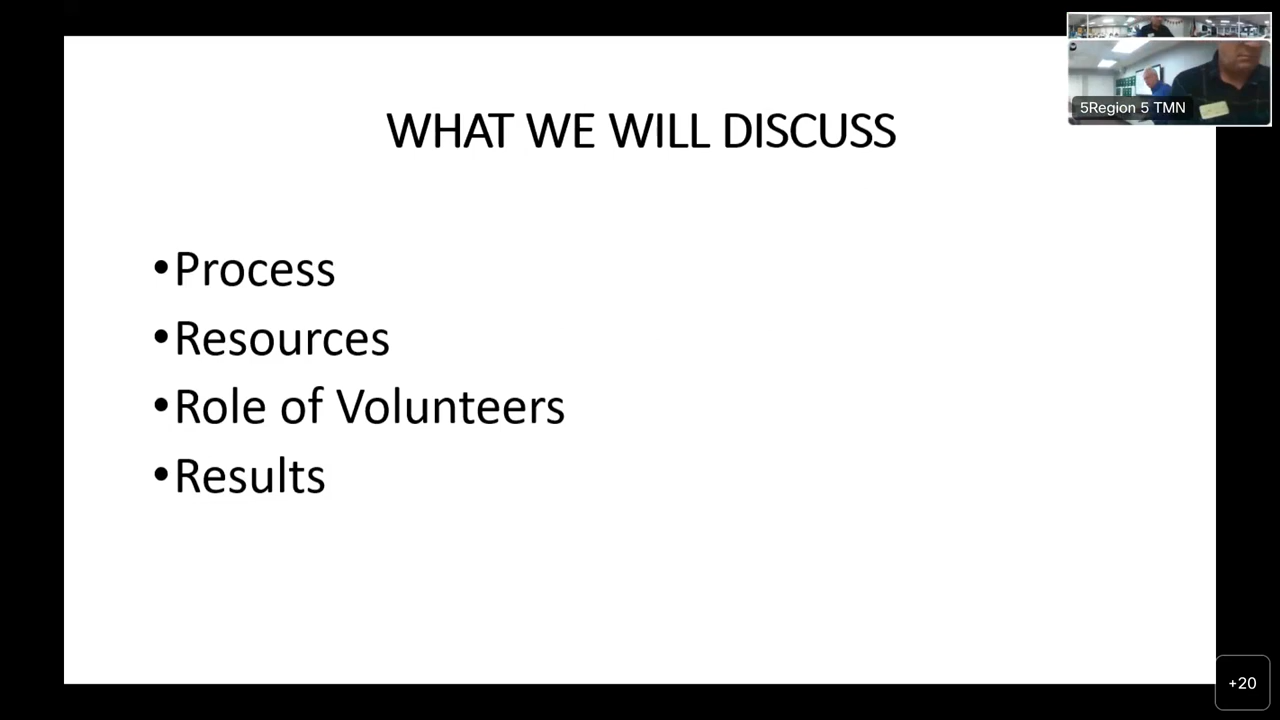 WHAT WE WILL DISCUSS
•Process
•Resources
•Role of Volunteers
•Results
5Region 5 TMN
+20